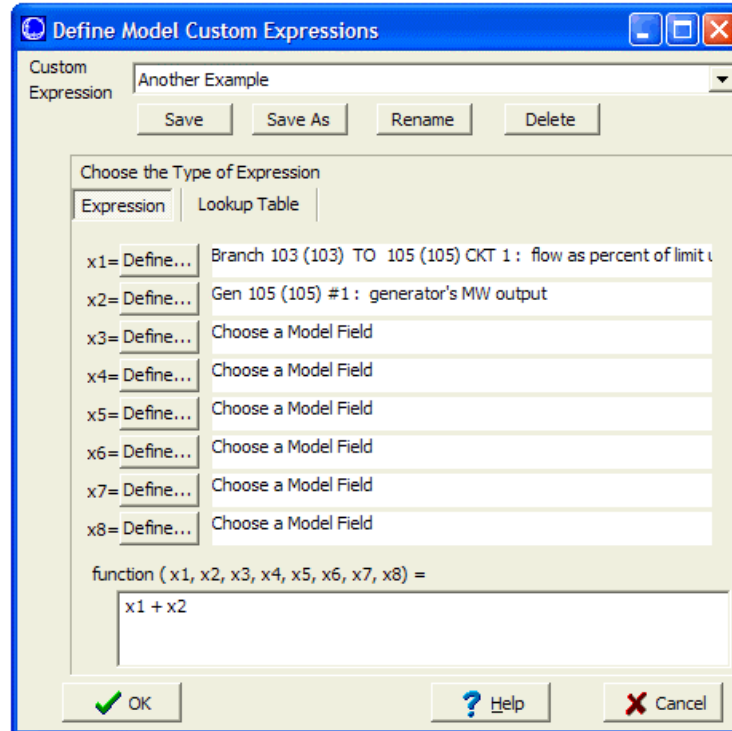 Define Model Custom Expressions
Custom
Expression
Another Example
Save Save As Rename Delete
Choose the Type of Expression
Expression Lookup Table
x1= Define... Branch 103 (103) TO 105 (105) CKT 1 : flow as percent of limit
x2= Define... Gen 105 (105) #1 : generator's MW output
x3= Define... Choose a Model Field
x4= Define... Choose a Model Field
x5= Define... Choose a Model Field
x6= Define... Choose a Model Field
x7= Define... Choose a Model Field
x8= Define... Choose a Model Field
function ( x1, x2, x3, x4, x5, x6, x7, x8) =
x1 + x2
OK Help Cancel